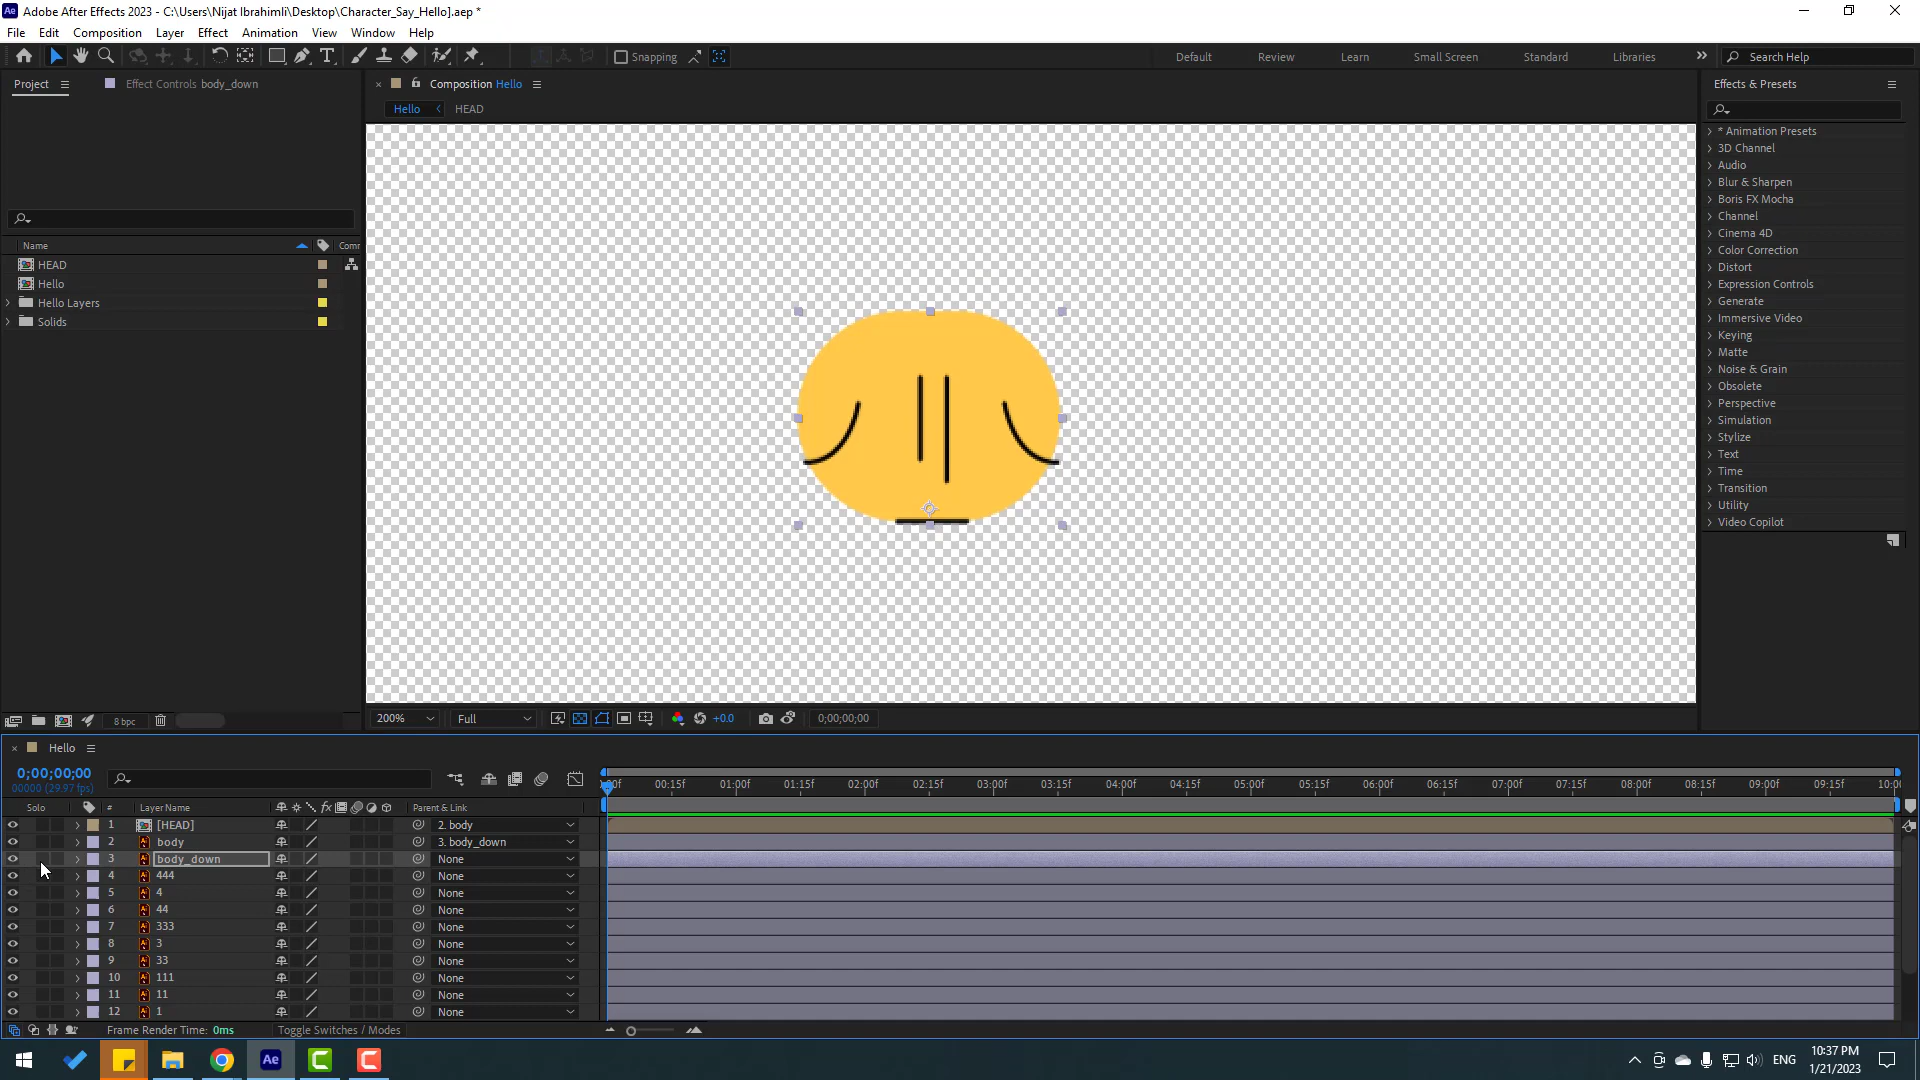 Adobe After Effects 2023 - C:\Users\Nijat Ibrahimli\Desktop\Character_Say_Hello].aep *
File Edit Composition Layer Effect Animation View Window Help
Snapping Default Review Learn Small Screen Standard Libraries Search Help
Project Effect Controls body_down Composition Hello Effects & Presets
Hello HEAD
* Animation Presets
3D Channel
Audio
Blur & Sharpen
Boris FX Mocha
Channel
Cinema 4D
Color Correction
Distort
Expression Controls
Generate
Immersive Video
Keying
Matte
Noise & Grain
Obsolete
Perspective
Simulation
Stylize
Text
Time
Transition
Utility
Video Copilot
Name Comr
HEAD
Hello
Hello Layers
Solids
8 bpc 200% Full +0.0 0;00;00;00
Hello
0;00;00;00
00000 (29.97 fps)
:00f 00:15f 01:00f 01:15f 02:00f 02:15f 03:00f 03:15f 04:00f 04:15f 05:00f 05:15f 06:00f 06:15f 07:00f 07:15f 08:00f 08:15f 09:00f 09:15f 10:00
Solo # Layer Name Parent & Link
1 [HEAD] 2. body
2 body 3. body_down
3 body_down None
4 444 None
5 4 None
6 44 None
7 333 None
8 3 None
9 33 None
10 111 None
11 11 None
12 1 None
Frame Render Time: 0ms Toggle Switches / Modes
ENG 10:37 PM
1/21/2023